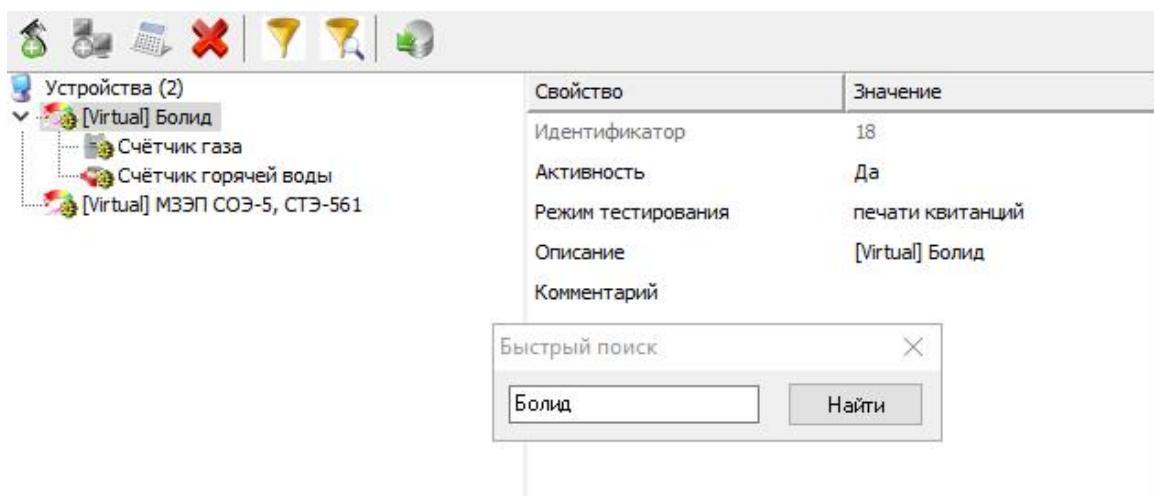 Устройства (2)
[Virtual] Болид
Счётчик газа
Счётчик горячей воды
[Virtual] МЗЭП СОЭ-5, СТЭ-561
Свойство Значение
Идентификатор 18
Активность Да
Режим тестирования печати квитанций
Описание [Virtual] Болид
Комментарий
Быстрый поиск
Болид Найти